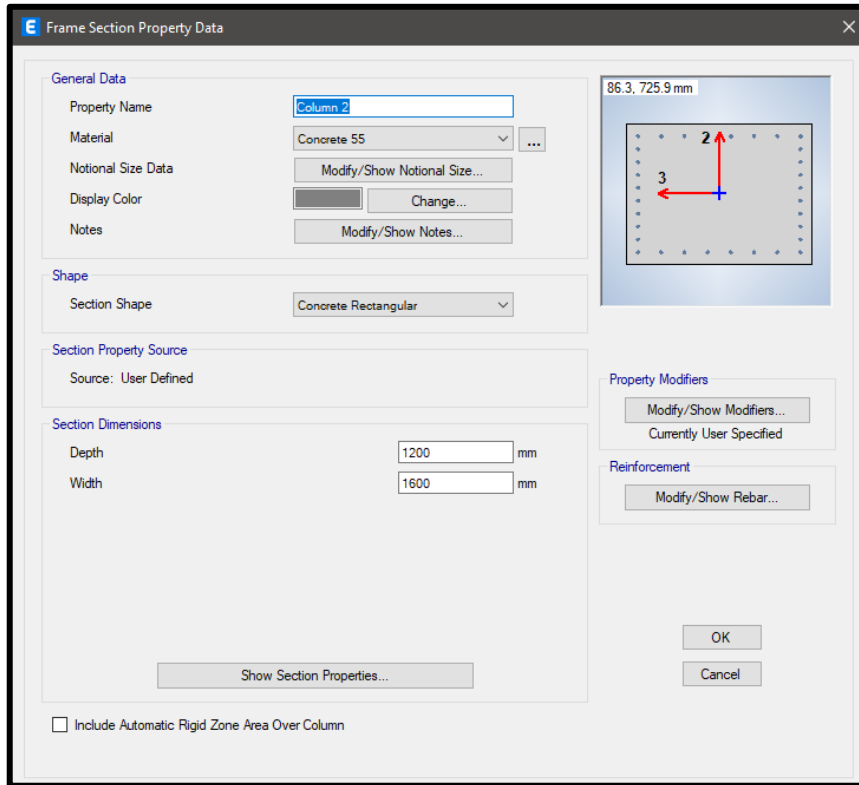 E Frame Section Property Data
General Data
Property Name Column 2
Material Concrete 55 ...
Notional Size Data Modify/Show Notional Size...
Display Color Change...
Notes Modify/Show Notes...
Shape
Section Shape Concrete Rectangular
Section Property Source
Source: User Defined
Section Dimensions
Depth 1200 mm
Width 1600 mm
Show Section Properties...
Include Automatic Rigid Zone Area Over Column
86.3, 725.9 mm
2
3
Property Modifiers
Modify/Show Modifiers...
Currently User Specified
Reinforcement
Modify/Show Rebar...
OK
Cancel